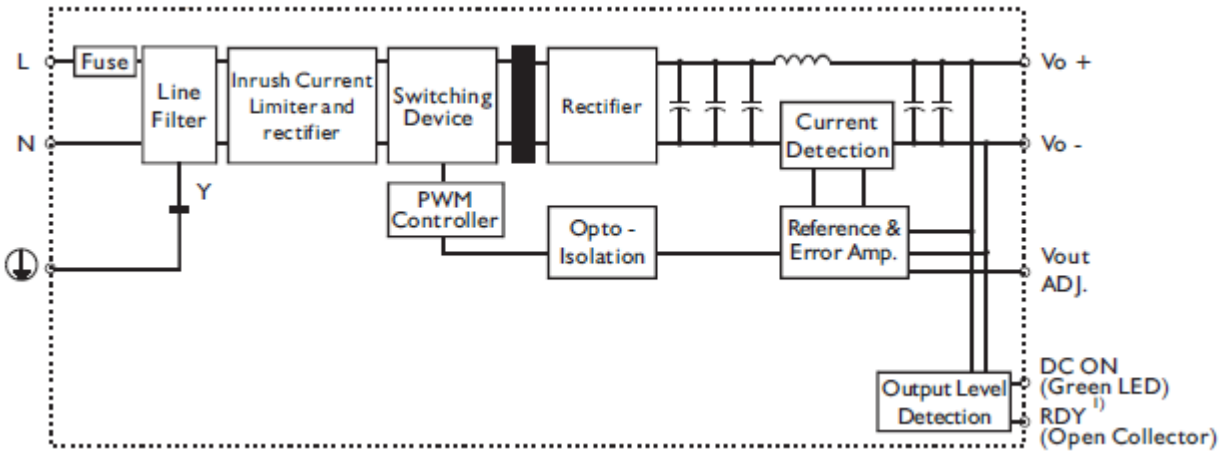 L
Fuse
Line
Filter
Inrush Current
Limiter and
rectifier
Switching
Device
Rectifier
Current
Detection
Vo +
N
Vo -
Y
PWM
Controller
Opto -
Isolation
Reference &
Error Amp.
Vout
ADJ.
Output Level
Detection
DC ON
(Green LED)
RDY 1)
(Open Collector)